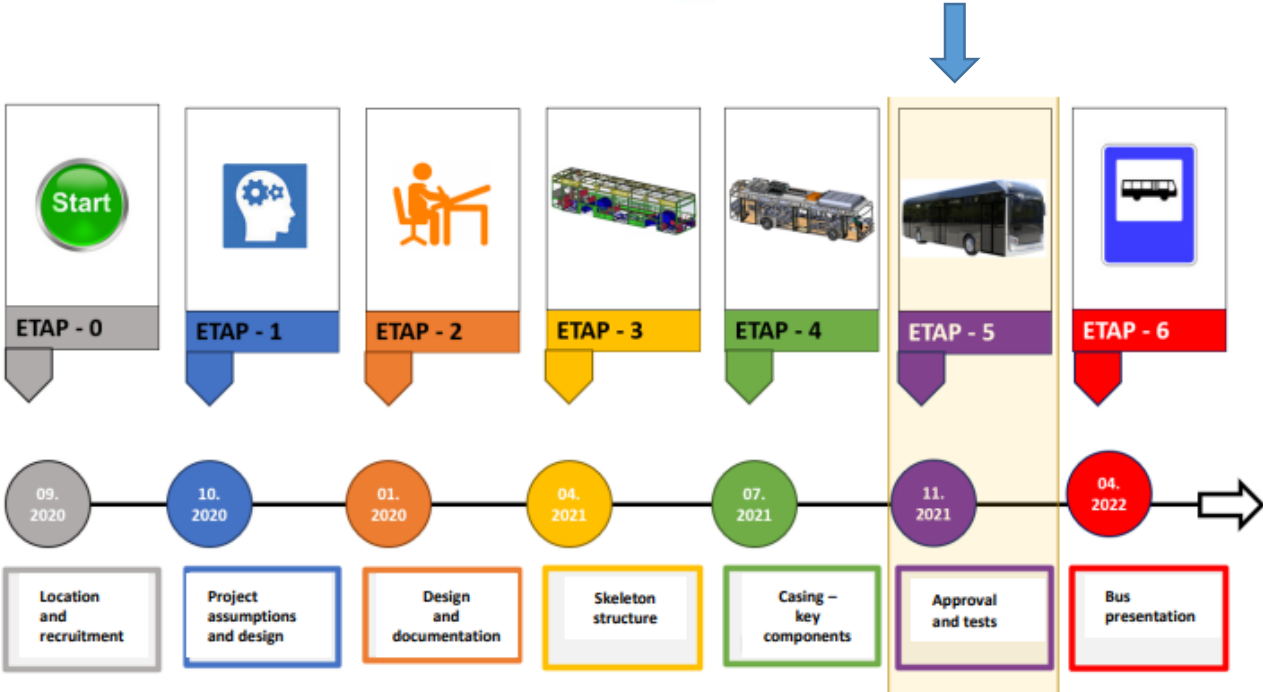 Start
ETAP - 0
ETAP - 1
ETAP - 2
ETAP - 3
ETAP - 4
ETAP - 5
ETAP - 6
09.
2020
10.
2020
01.
2020
04.
2021
07.
2021
11.
2021
04.
2022
Location
and
recruitment
Project
assumptions
and design
Design
and
documentation
Skeleton
structure
Casing –
key
components
Approval
and tests
Bus
presentation